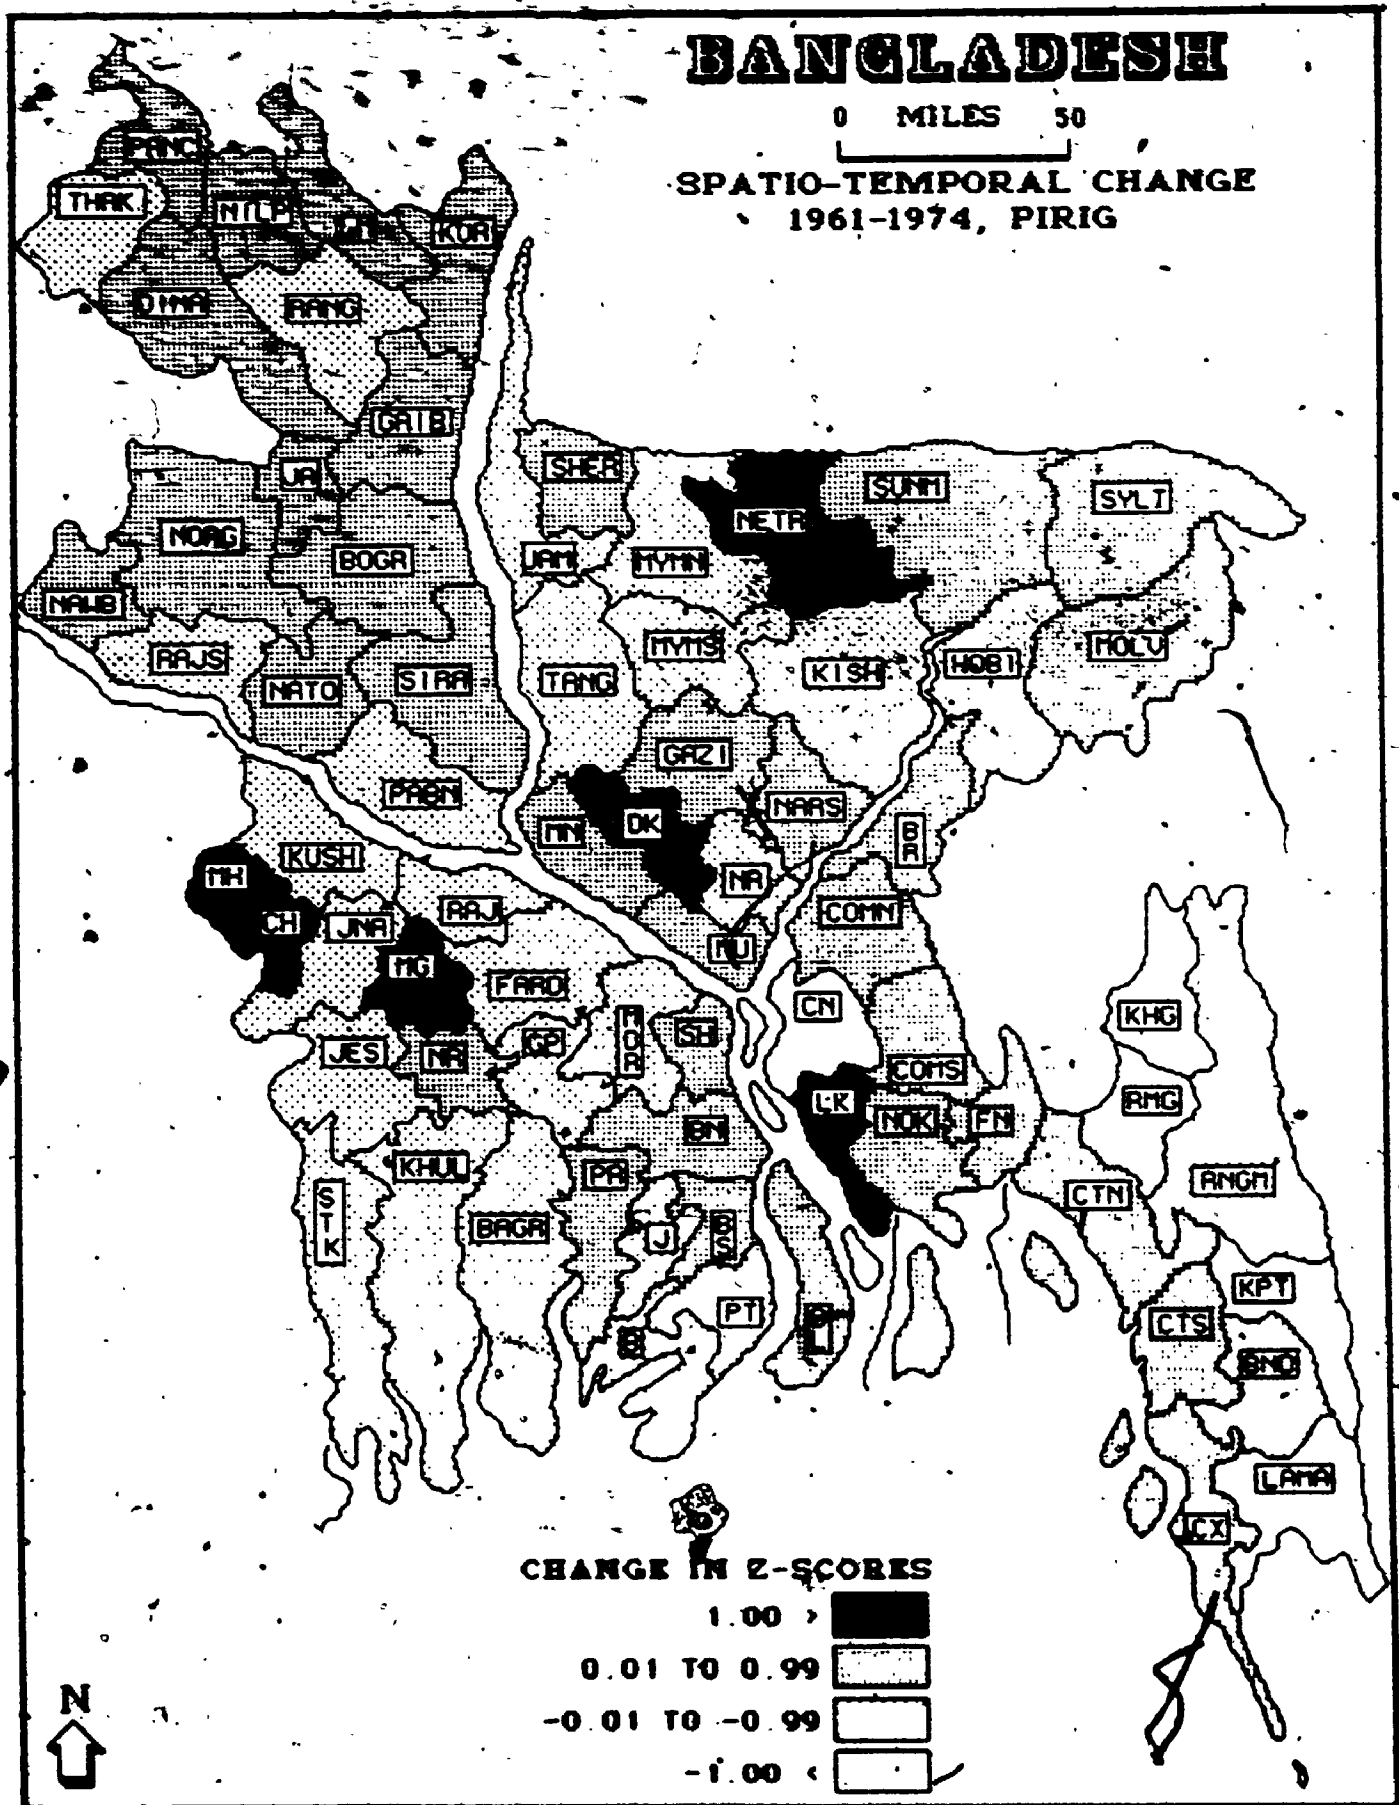 BANGLADESH
0 MILES 50
SPATIO-TEMPORAL CHANGE
1961-1974, PIRIG
PANC
THAK
NILP
KUR
DINA
RANG
GAIB
JA
SHER
SUNM
SYLT
NETR
NORG
BOGR
JAM
MYMN
NAWB
RAJS
NATO
SIRA
TANG
MYMS
KISH
HOBI
MOLV
GAZI
PABN
MN
DK
NARS
BR
KUSH
MH
NA
CH
JNA
RAJ
COMN
MU
MG
FARD
CN
KHG
MDR
SH
JES
NR
GP
COMS
LK
NOK
FN
RMG
BN
KHUL
PA
CTN
RNGM
STK
BAGR
J
BS
PT
KPT
CTS
BND
LAMA
CX
CHANGE IN Z-SCORES
1.00 >
0.01 TO 0.99
-0.01 TO -0.99
-1.00 <
N